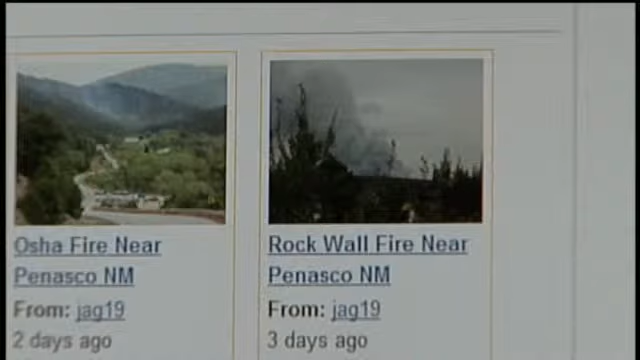 Osha Fire Near
Penasco NM
From: jag19
2 days ago
Rock Wall Fire Near
Penasco NM
From: jag19
3 days ago